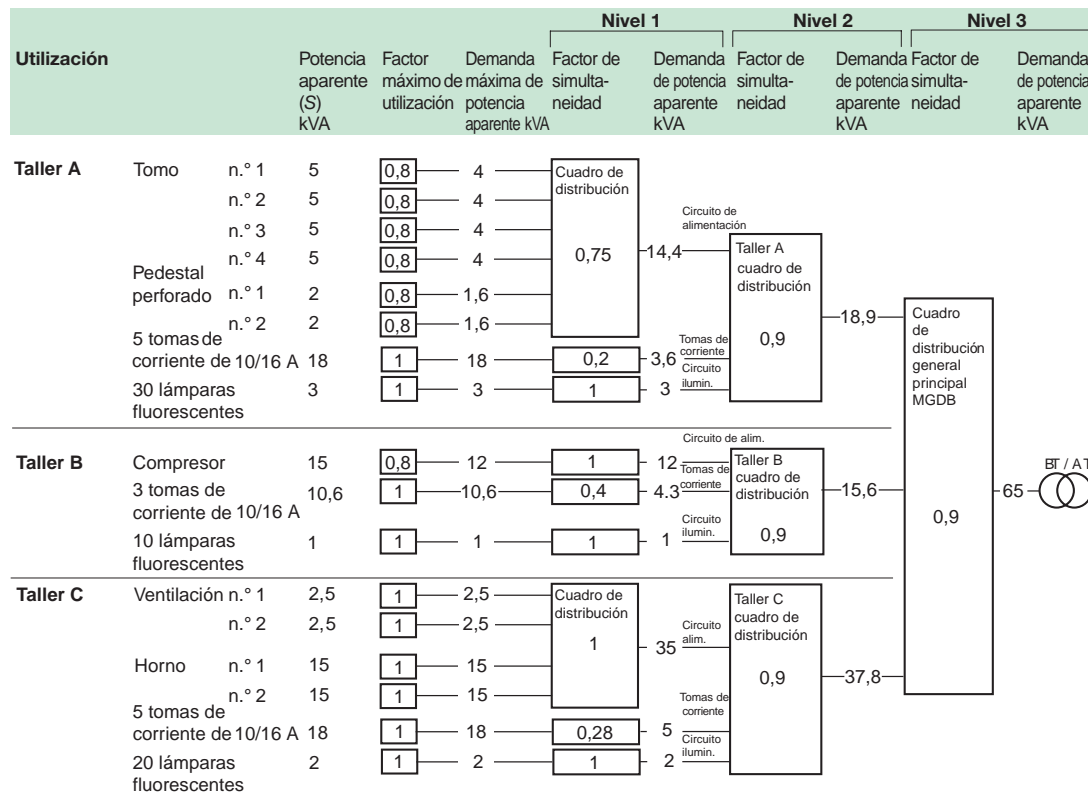 Nivel 1 Nivel 2 Nivel 3
Utilización Potencia Factor Demanda Factor de Demanda Factor de Demanda Factor de Demanda
aparente máximo de máxima de simulta- de potencia simulta- de potencia simulta- de potencia
(S) utilización potencia neidad aparente neidad aparente neidad aparente
kVA aparente kVA kVA kVA kVA
Taller A Tomo n.° 1 5 0,8 4 Cuadro de
distribución
n.° 2 5 0,8 4
Circuito de
alimentación
n.° 3 5 0,8 4
n.° 4 5 0,8 4 0,75 14,4 Taller A
cuadro de
distribución
Pedestal
perforado n.° 1 2 0,8 1,6
n.° 2 2 0,8 1,6 0,9 18,9 Cuadro
de
distribución
general
principal
MGDB
5 tomas de
corriente de 10/16 A 18 1 18 0,2 3,6 Tomas de
corriente
30 lámparas 3 1 3 1 3 Circuito
ilumin.
fluorescentes
Circuito de alim.
Taller B Compresor 15 0,8 12 1 12 Taller B
cuadro de
distribución
3 tomas de 10,6 1 10,6 0,4 4.3 Tomas de
corriente
corriente de 10/16 A
15,6 65 BT / AT
0,9
10 lámparas 1 1 1 1 1 Circuito
ilumin.
0,9
fluorescentes
Taller C Ventilación n.° 1 2,5 1 2,5 Cuadro de
distribución
Taller C
cuadro de
distribución
n.° 2 2,5 1 2,5 1 35 Circuito
alim.
Horno n.° 1 15 1 15 0,9 37,8
n.° 2 15 1 15
5 tomas de
corriente de 10/16 A 18 1 18 0,28 5 Tomas de
corriente
20 lámparas 2 1 2 1 2 Circuito
ilumin.
fluorescentes